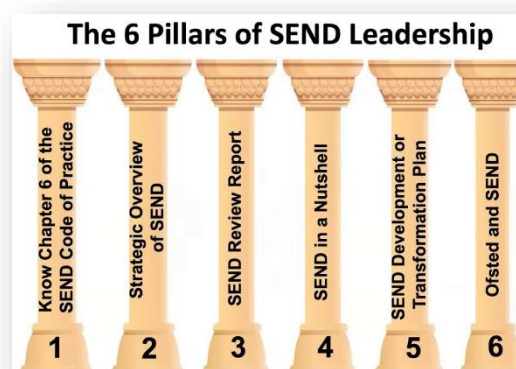 The 6 Pillars of SEND Leadership
Know Chapter 6 of the
SEND Code of Practice
1
Strategic Overview
of SEND
2
SEND Review Report
3
SEND in a Nutshell
4
SEND Development or
Transformation Plan
5
Ofsted and SEND
6